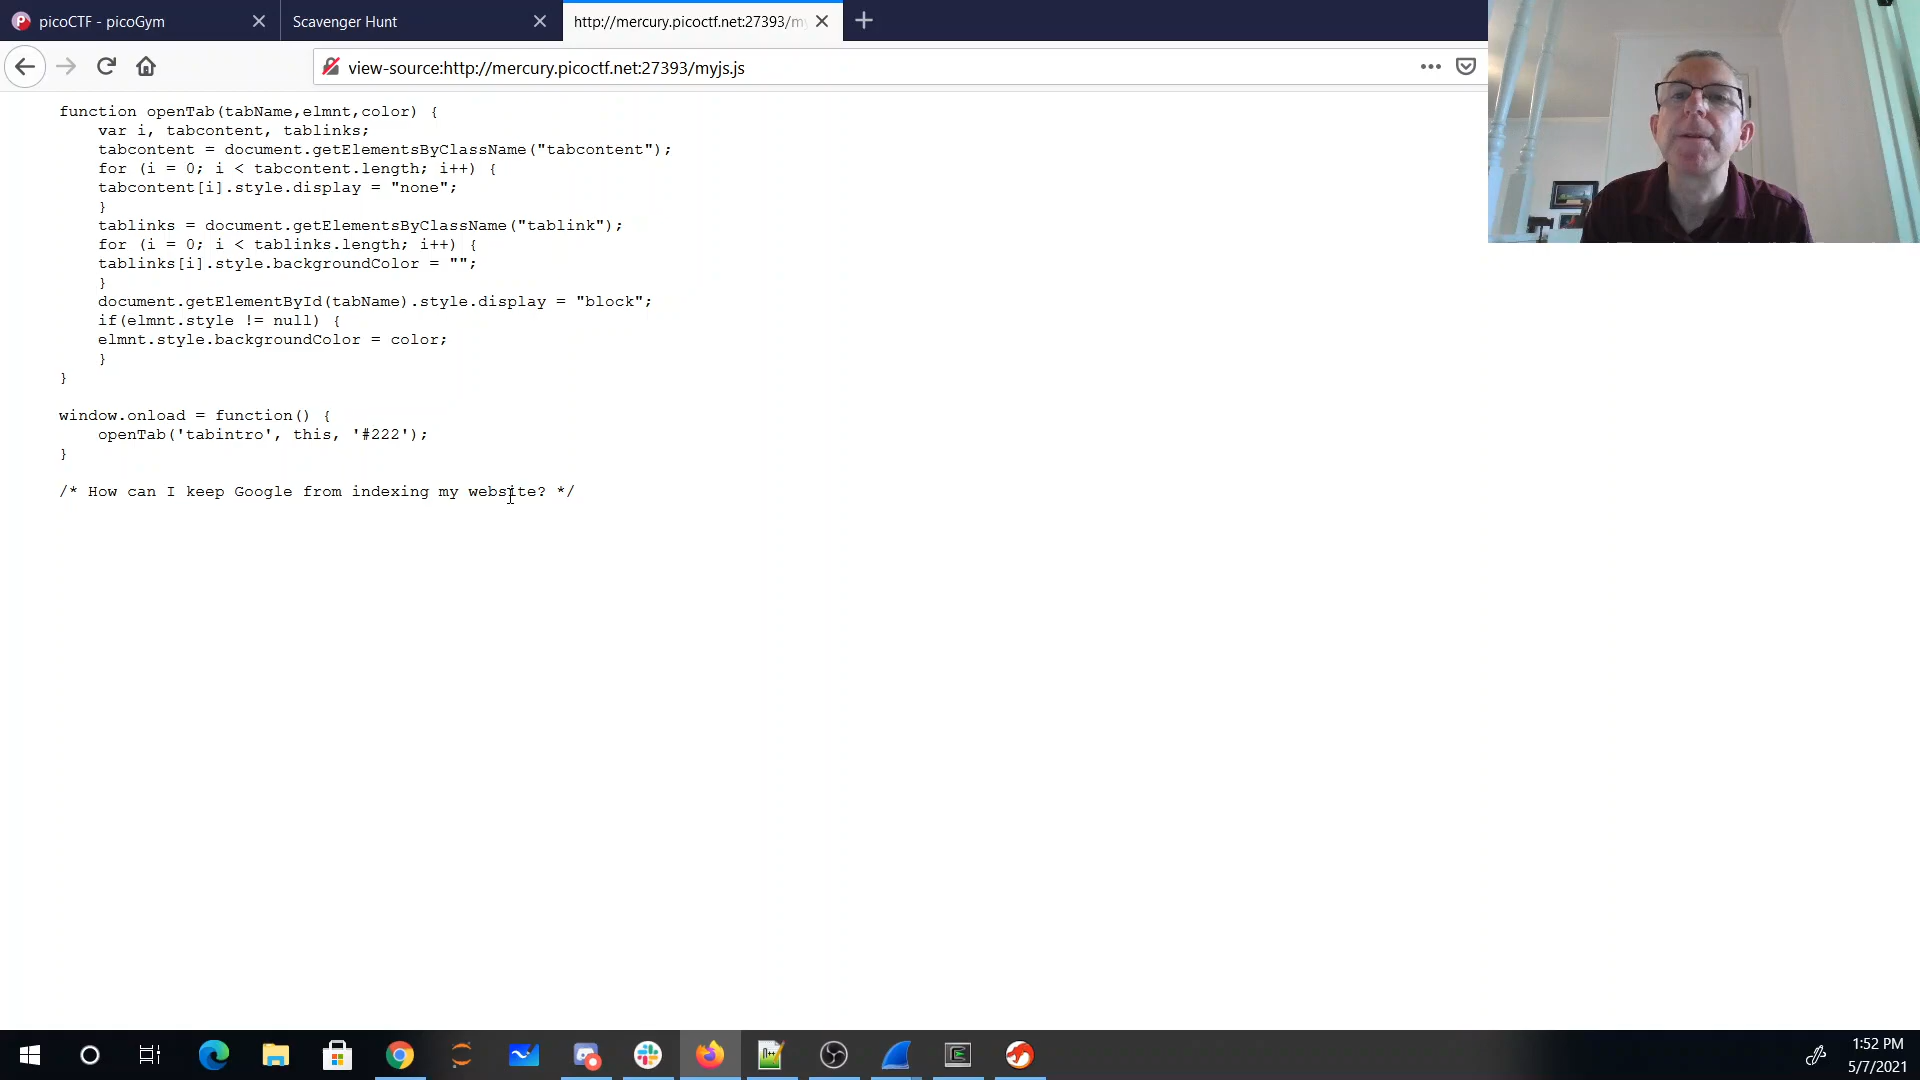 picoCTF - picoGym
Scavenger Hunt
http://mercury.picoctf.net:27393/my
view-source:http://mercury.picoctf.net:27393/myjs.js
function openTab(tabName,elmnt,color) {
var i, tabcontent, tablinks;
tabcontent = document.getElementsByClassName("tabcontent");
for (i = 0; i < tabcontent.length; i++) {
tabcontent[i].style.display = "none";
}
tablinks = document.getElementsByClassName("tablink");
for (i = 0; i < tablinks.length; i++) {
tablinks[i].style.backgroundColor = "";
}
document.getElementById(tabName).style.display = "block";
if(elmnt.style != null) {
elmnt.style.backgroundColor = color;
}
}
window.onload = function() {
openTab('tabintro', this, '#222');
}
/* How can I keep Google from indexing my website? */
1:52 PM
5/7/2021